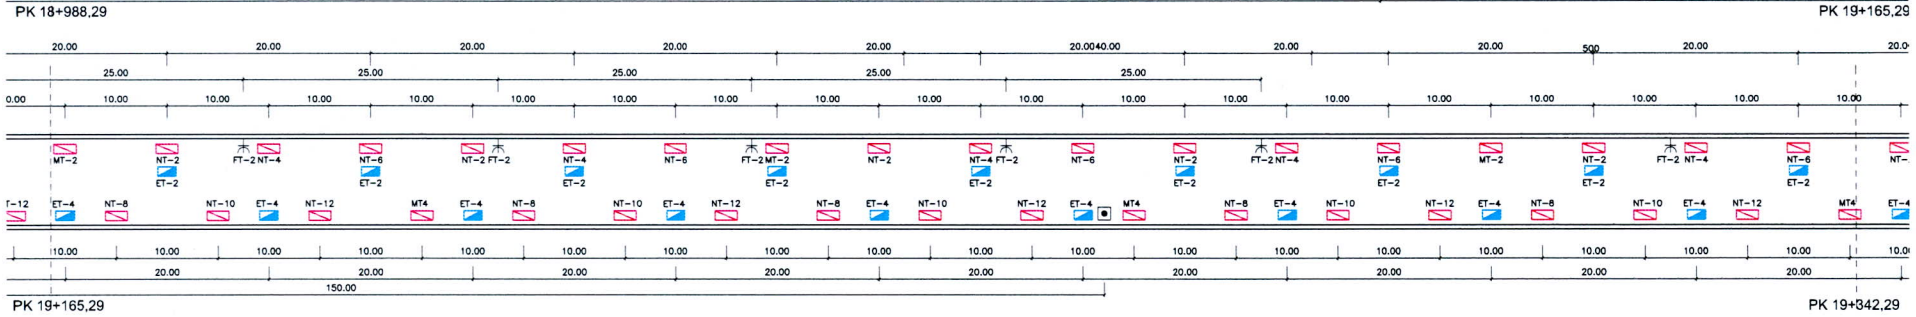 PK 18+988,29 PK 19+165,29
20.00 20.00 20.00 20.00 20.00 20.0040.00 20.00 20.00 500 20.00 20.0
25.00 25.00 25.00 25.00 25.00
0.00 10.00 10.00 10.00 10.00 10.00 10.00 10.00 10.00 10.00 10.00 10.00 10.00 10.00 10.00 10.00 10.00 10.00 10.00
MT-2 NT-2 FT-2 NT-4 NT-6 NT-2 FT-2 NT-4 NT-6 FT-2 MT-2 NT-2 NT-4 FT-2 NT-6 NT-2 FT-2 NT-4 NT-6 MT-2 NT-2 FT-2 NT-4 NT-6 NT-
ET-2 ET-2 ET-2 ET-2 ET-2 ET-2 ET-2 ET-2 ET-2
T-12 ET-4 NT-8 NT-10 ET-4 NT-12 MT4 ET-4 NT-8 NT-10 ET-4 NT-12 NT-8 ET-4 NT-10 NT-12 ET-4 MT4 NT-8 ET-4 NT-10 NT-12 ET-4 NT-8 NT-10 ET-4 NT-12 MT4 ET-4
10.00 10.00 10.00 10.00 10.00 10.00 10.00 10.00 10.00 10.00 10.00 10.00 10.00 10.00 10.00 10.00 10.00 10.00 10.0
20.00 20.00 20.00 20.00 20.00 20.00 20.00 20.00 20.00
150.00
PK 19+165,29 PK 19+342,29